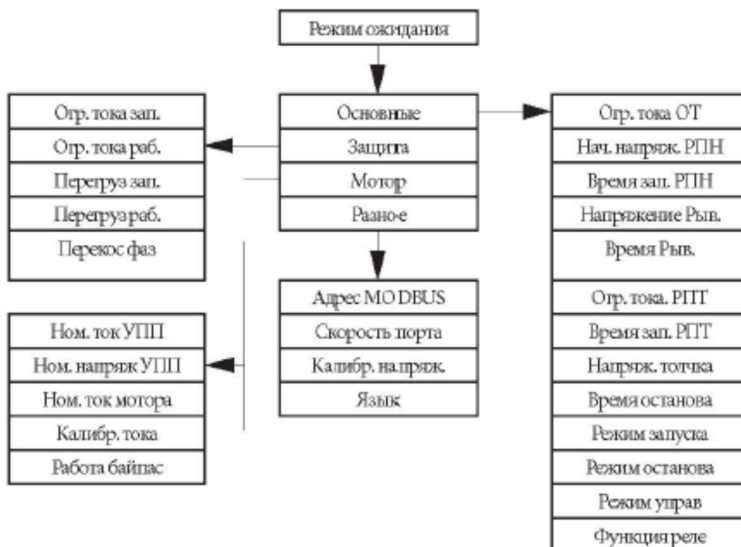 Режим ожидания
Огр. тока зап.
Огр. тока раб.
Перегруз зап.
Перегруз раб.
Перекос фаз
Основные
Защита
Мотор
Разное
Огр. тока ОТ
Нач. напряж. РПН
Время зап. РПН
Напряжение Рыв.
Время Рыв.
Огр. тока. РПТ
Время зап. РПТ
Напряж. толчка
Время останова
Режим запуска
Режим останова
Режим управ
Функция реле
Адрес MODBUS
Скорость порта
Калибр. напряж.
Язык
Ном. ток УПП
Ном. напряж УПП
Ном. ток мотора
Калибр. тока
Работа байпас